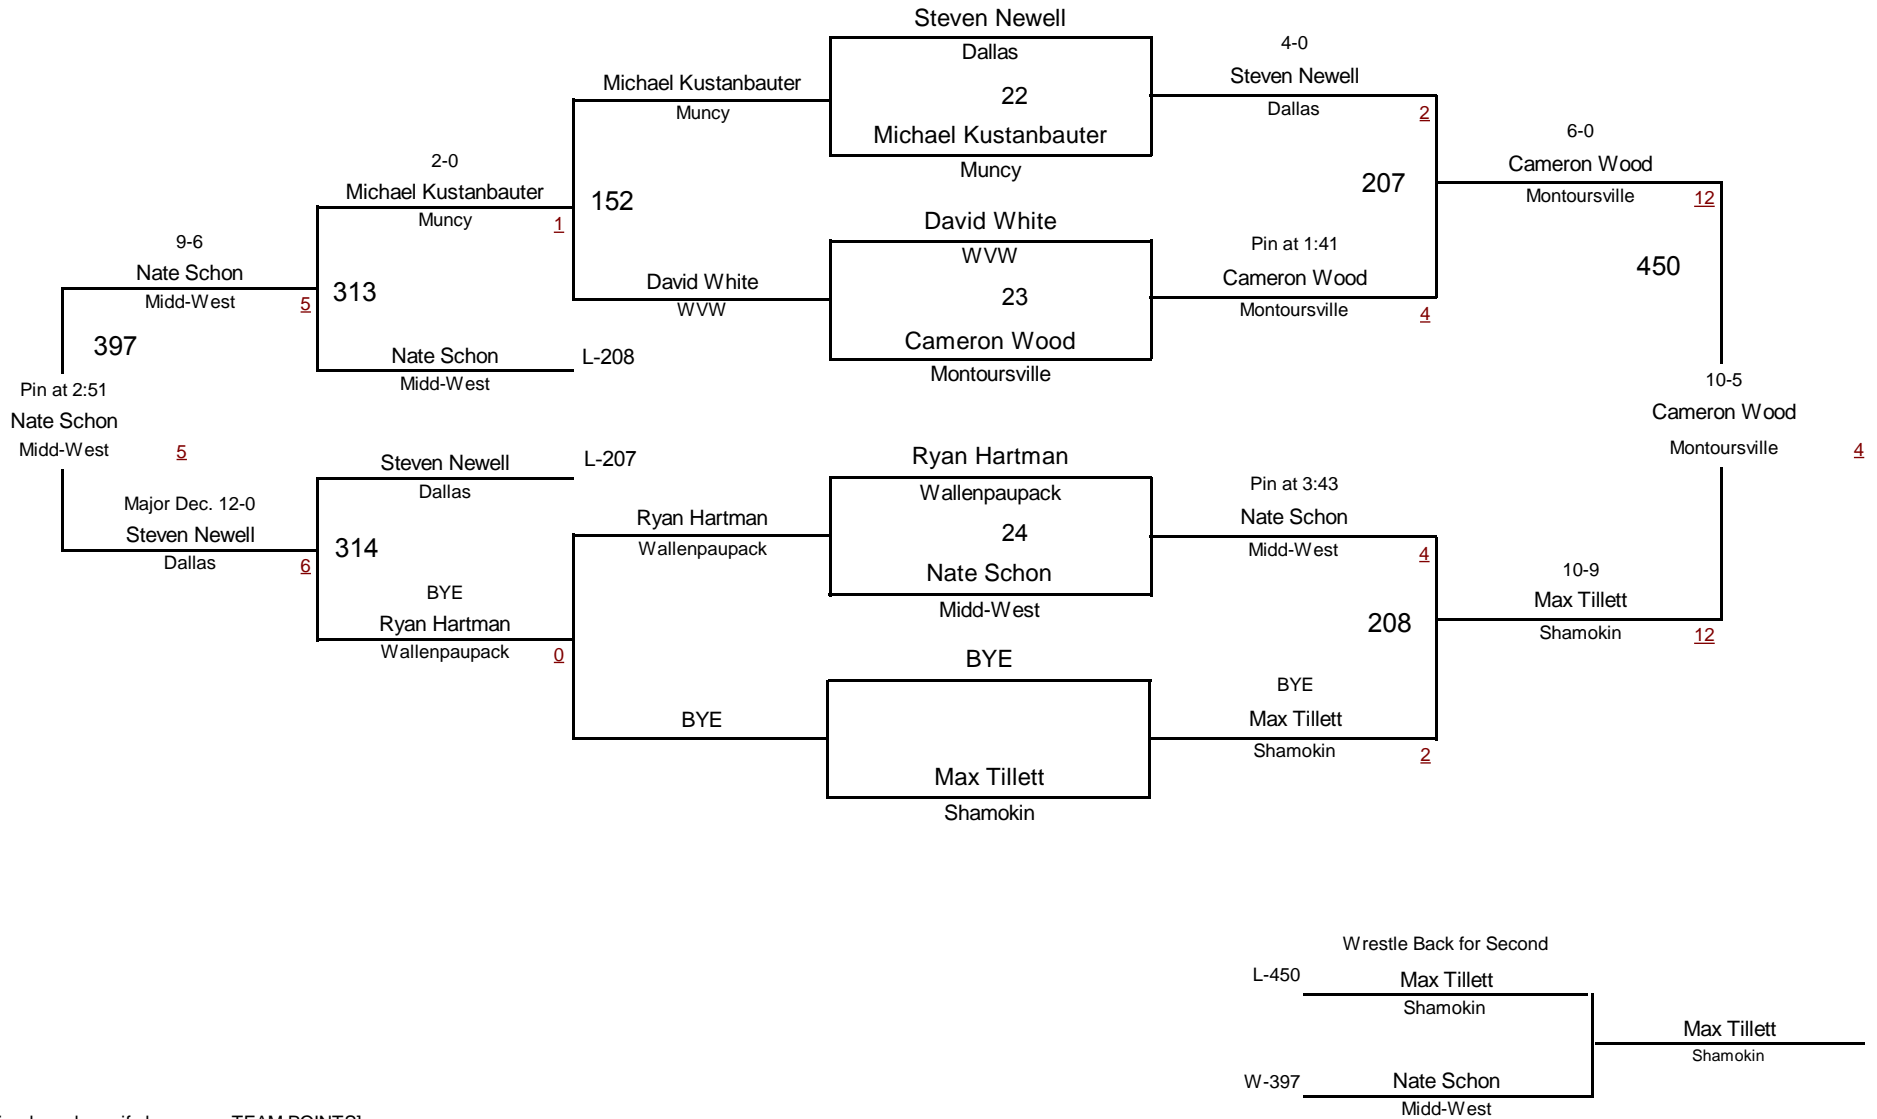 Steven Newell
Dallas
22
Michael Kustanbauter
Muncy
David White
WVW
23
Cameron Wood
Montoursville
Ryan Hartman
Wallenpaupack
24
Nate Schon
Midd-West
BYE
Max Tillett
Shamokin
4-0
Steven Newell
Dallas
2
207
Pin at 1:41
Cameron Wood
Montoursville
4
Pin at 3:43
Nate Schon
Midd-West
4
208
BYE
Max Tillett
Shamokin
2
6-0
Cameron Wood
Montoursville
12
450
10-9
Max Tillett
Shamokin
12
10-5
Cameron Wood
Montoursville
4
Michael Kustanbauter
Muncy
152
David White
WVW
Ryan Hartman
Wallenpaupack
BYE
2-0
Michael Kustanbauter
Muncy
1
313
Nate Schon
L-208
Midd-West
Steven Newell
L-207
Dallas
314
BYE
Ryan Hartman
Wallenpaupack
0
9-6
Nate Schon
Midd-West
5
397
Major Dec. 12-0
Steven Newell
Dallas
6
Pin at 2:51
Nate Schon
Midd-West
5
Wrestle Back for Second
L-450
Max Tillett
Shamokin
W-397
Nate Schon
Midd-West
Max Tillett
Shamokin
TEAM POINTS]